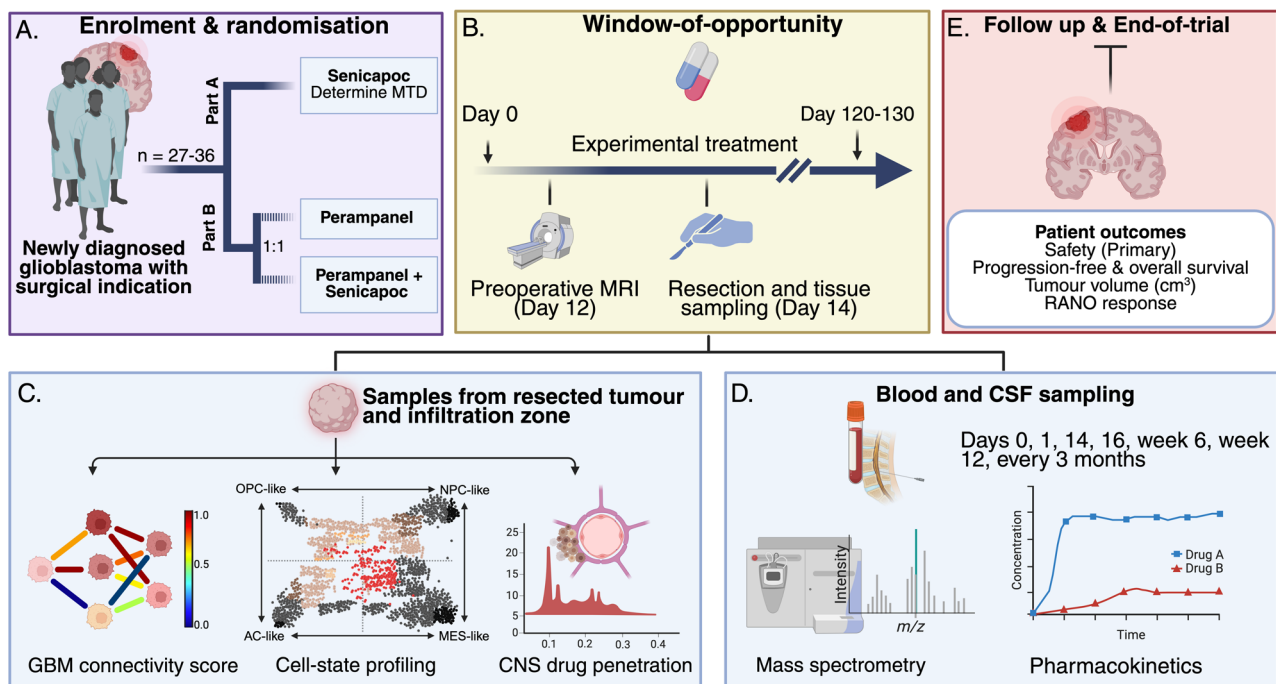 A.
Enrolment & randomisation
n = 27-36
Part A
Senicapoc
Determine MTD
Part B
1:1
Perampanel
Perampanel +
Senicapoc
Newly diagnosed
glioblastoma with
surgical indication
B.
Window-of-opportunity
Day 0
Day 120-130
Experimental treatment
Preoperative MRI
(Day 12)
Resection and tissue
sampling (Day 14)
E.
Follow up & End-of-trial
Patient outcomes
Safety (Primary)
Progression-free & overall survival
Tumour volume (cm³)
RANO response
C.
Samples from resected tumour
and infiltration zone
1.0
0.0
GBM connectivity score
OPC-like
NPC-like
AC-like
MES-like
Cell-state profiling
25
20
15
10
5
5
0
0.1
0.2
0.3
0.4
CNS drug penetration
D.
Blood and CSF sampling
Days 0, 1, 14, 16, week 6, week
12, every 3 months
Intensity
m/z
Mass spectrometry
Concentration
Drug A
Drug B
Time
Pharmacokinetics